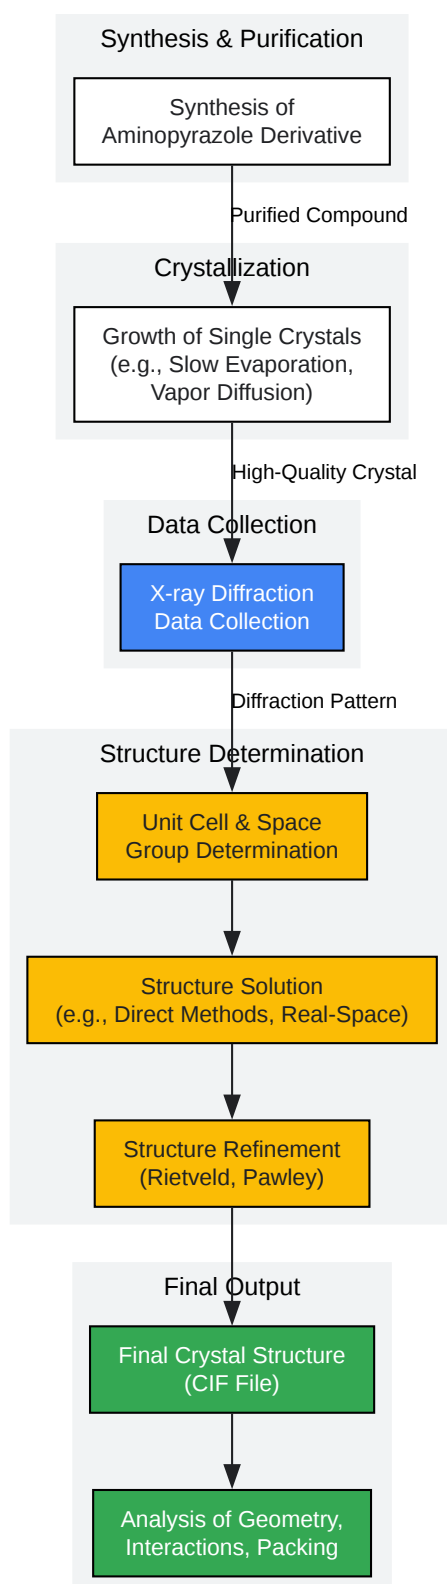 Synthesis & Purification
Synthesis of
Aminopyrazole Derivative
Purified Compound
Crystallization
Growth of Single Crystals
(e.g., Slow Evaporation,
Vapor Diffusion)
High-Quality Crystal
Data Collection
X-ray Diffraction
Data Collection
Diffraction Pattern
Structure Determination
Unit Cell & Space
Group Determination
Structure Solution
(e.g., Direct Methods, Real-Space)
Structure Refinement
(Rietveld, Pawley)
Final Output
Final Crystal Structure
(CIF File)
Analysis of Geometry,
Interactions, Packing